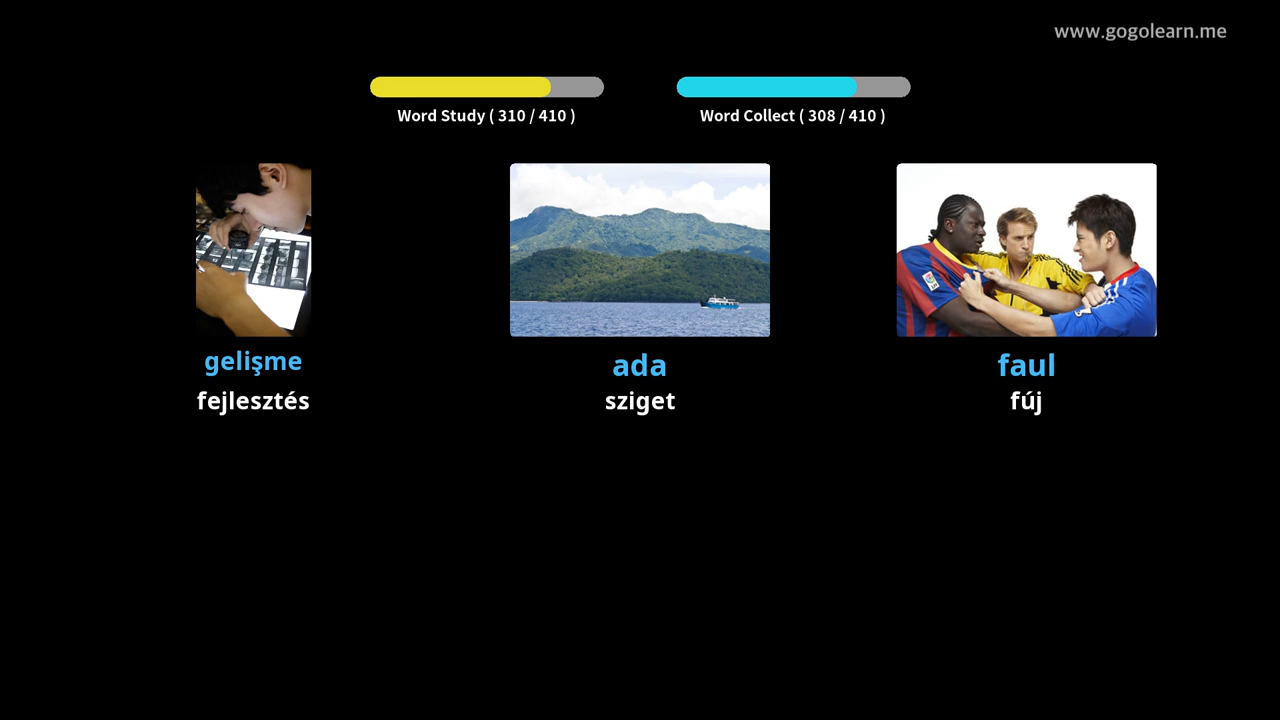 www.gogolearn.me
Word Study ( 310 / 410 )
Word Collect ( 308 / 410 )
gelişme
fejlesztés
ada
sziget
faul
fúj